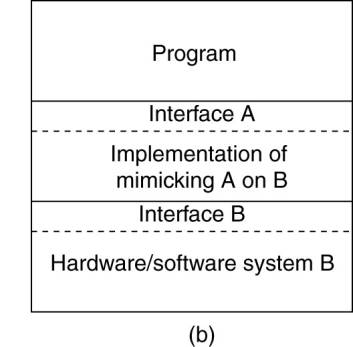 Program
Interface A
Implementation of
mimicking A on B
Interface B
Hardware/software system B
(b)